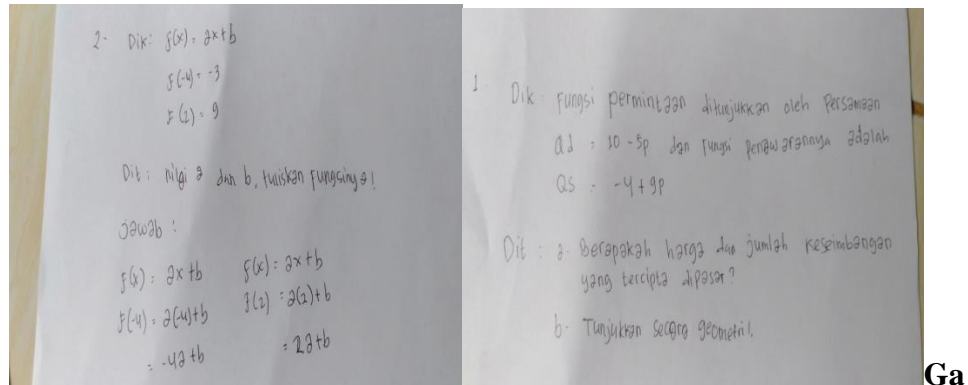 2- Dik: f(x) = ax+b
f(-4) = -3
f(2) = 9
Dit : Nilai a dan b, tuliskan fungsinya!
jawab :
f(x) = ax+b
f(-4) = a(-4)+b
= -4a+b
f(x) = ax+b
f(2) = a(2)+b
= 2a+b
1 Dik : Fungsi permintaan ditunjukkan oleh Persamaan
Qd = 10 -5p dan fungsi penawarannya adalah
QS = -4+9p
Dit : a- Berapakah harga dan jumlah keseimbangan
yang tercipta dipasar?
b- Tunjukkan secara geometri!.
Ga